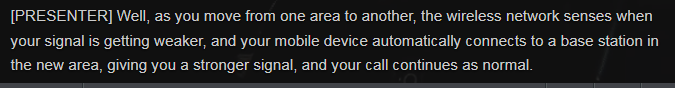 [PRESENTER] Well, as you move from one area to another, the wireless network senses when
your signal is getting weaker, and your mobile device automatically connects to a base station in
the new area, giving you a stronger signal, and your call continues as normal.